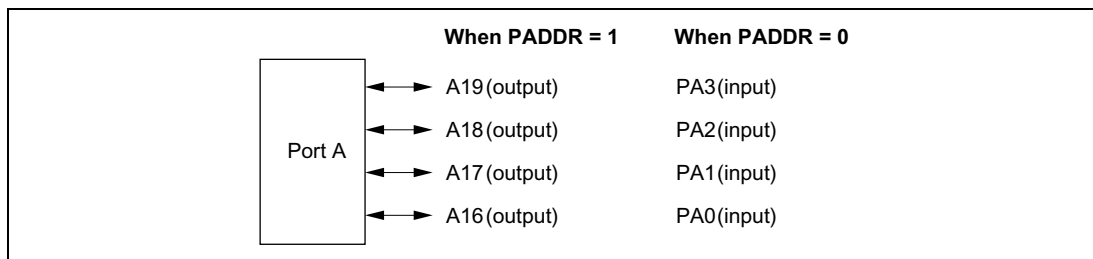 When PADDR = 1 When PADDR = 0
A19(output) PA3(input)
A18(output) PA2(input)
Port A
A17(output) PA1(input)
A16(output) PA0(input)